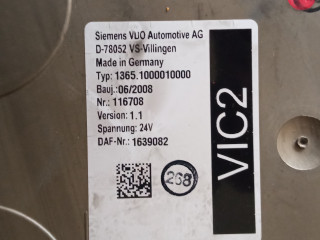 Siemens VDO Automotive AG
D-78052 VS-Villingen
Made in Germany
Typ: 1365.1000010000
Bauj.:06/2008
Nr.: 116708
Version: 1.1
Spannung: 24V
DAF-Nr.: 1639082
268
VIC2